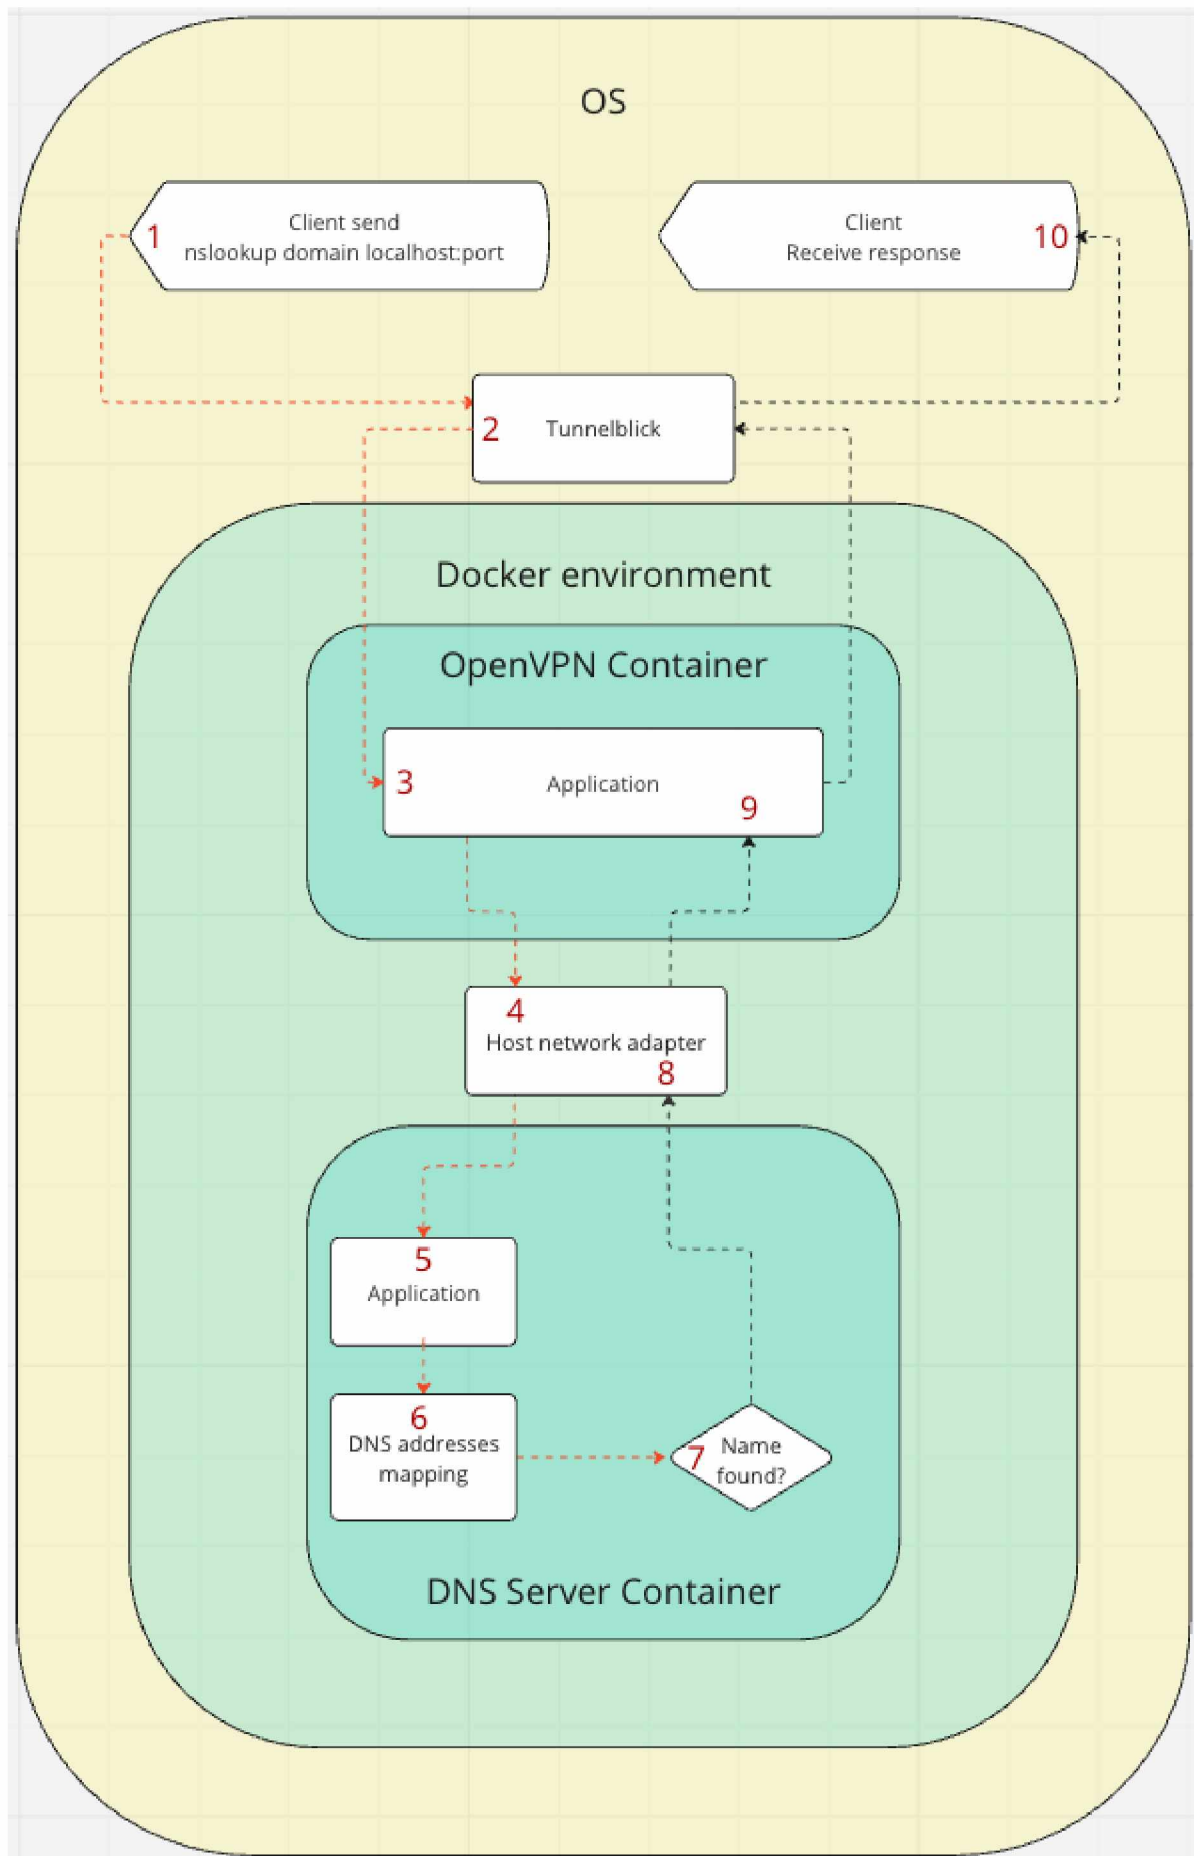 OS
1
Client send
nslookup domain localhost:port
Client
Receive response
10
2
Tunnelblick
Docker environment
OpenVPN Container
3
Application
9
4
Host network adapter
8
5
Application
6
DNS addresses
mapping
7
Name
found?
DNS Server Container